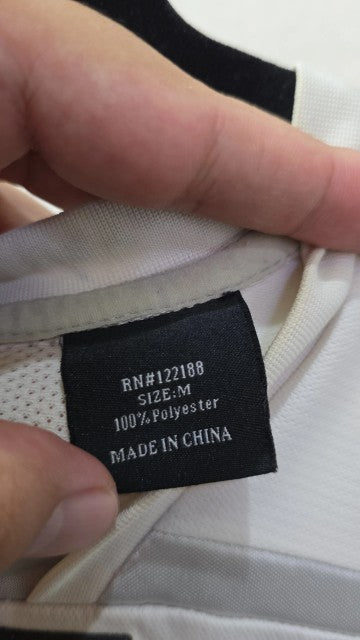 RN#122188
SIZE:M
100% Polyester
MADE IN CHINA